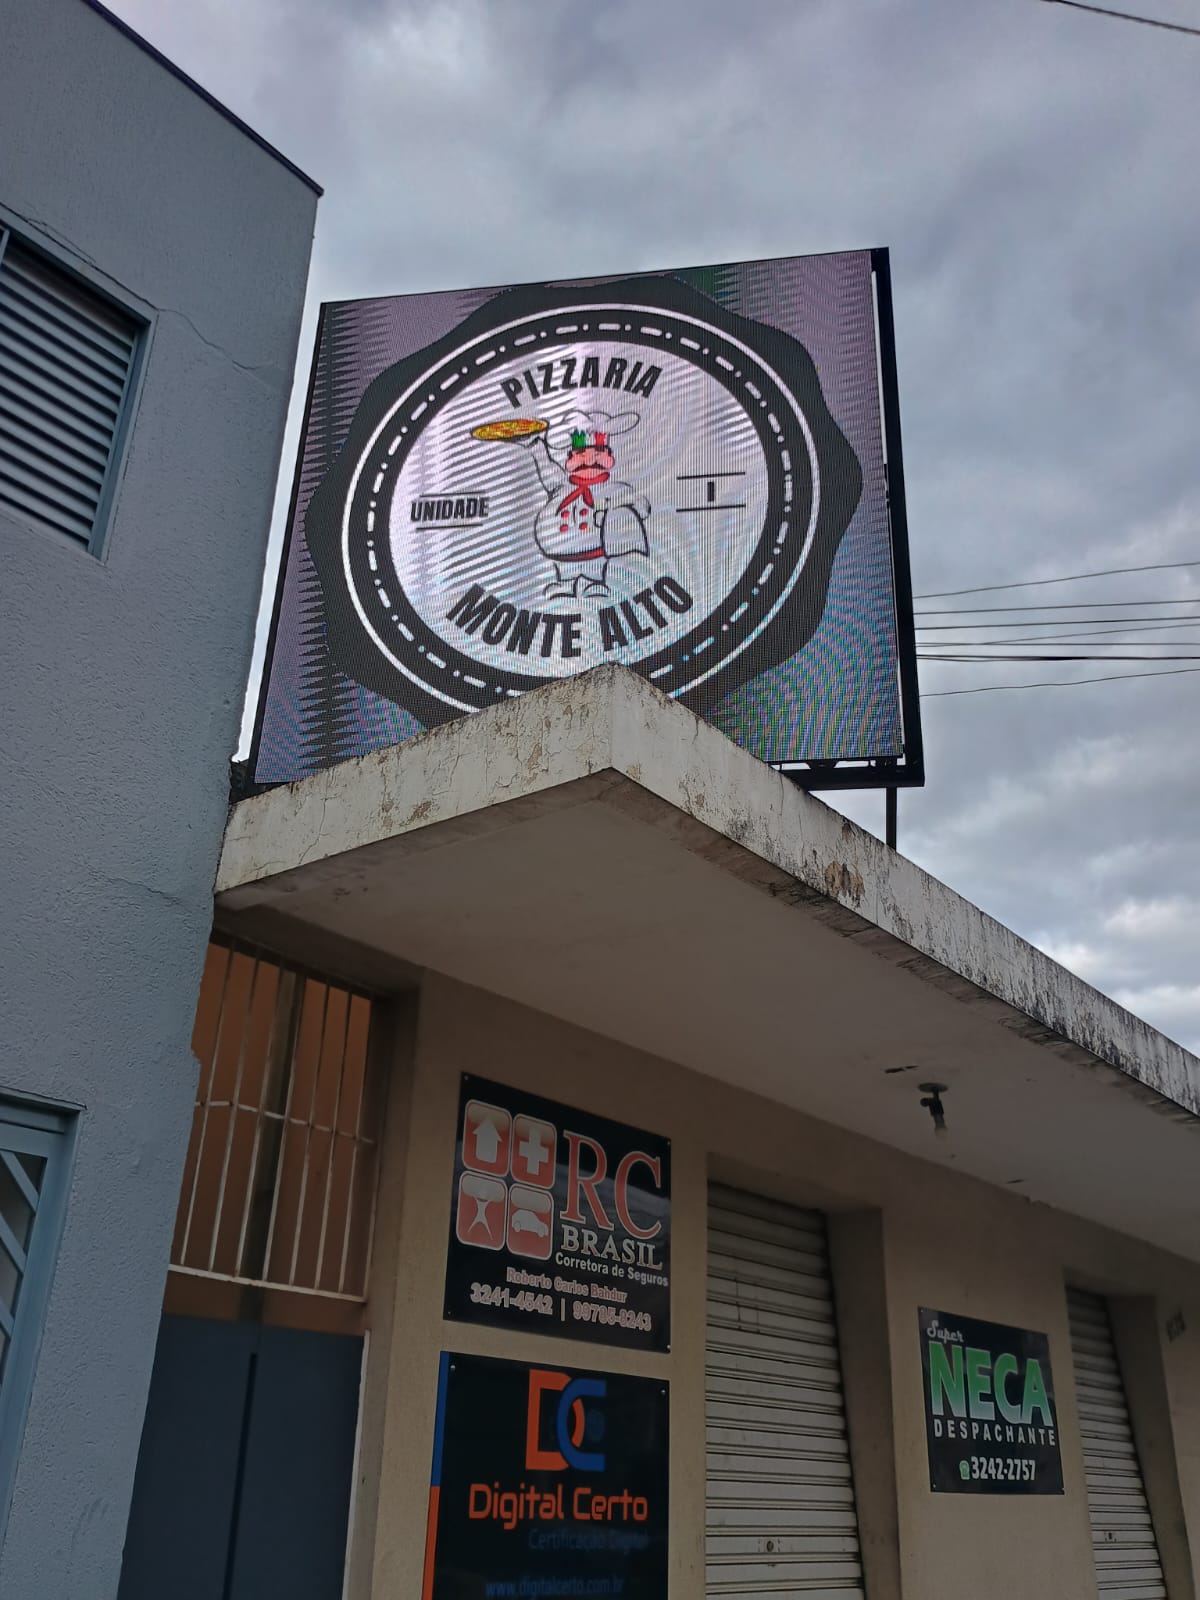 PIZZARIA
UNIDADE
I
MONTE ALTO
RC
BRASIL
Corretora de Seguros
Roberto Carlos Bahdur
3241-4542 | 99785-8243
DC
Digital Certo
Certificação Digital
www.digitalcerto.com.br
Super
NECA
DESPACHANTE
3242-2757